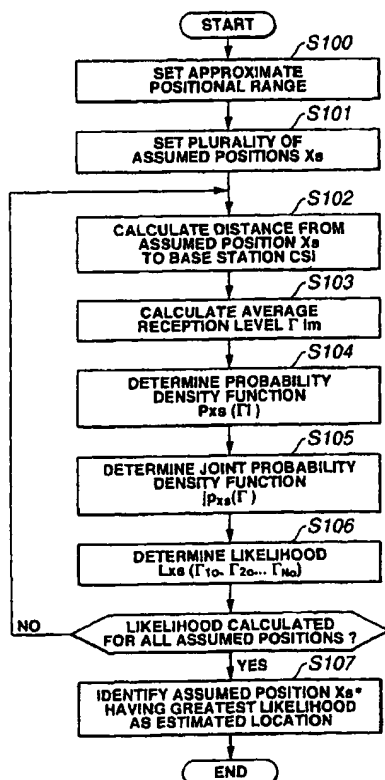 START
S100
SET APPROXIMATE
POSITIONAL RANGE
S101
SET PLURALITY OF
ASSUMED POSITIONS Xs
S102
CALCULATE DISTANCE FROM
ASSUMED POSITION Xs
TO BASE STATION CSi
S103
CALCULATE AVERAGE
RECEPTION LEVEL Γ im
S104
DETERMINE PROBABILITY
DENSITY FUNCTION
Pxs (Γi)
S105
DETERMINE JOINT PROBABILITY
DENSITY FUNCTION
jpxs(Γ)
S106
DETERMINE LIKELIHOOD
Lxs (Γ1o, Γ2o... ΓNo)
LIKELIHOOD CALCULATED
FOR ALL ASSUMED POSITIONS ?
NO
YES
S107
IDENTIFY ASSUMED POSITION Xs*
HAVING GREATEST LIKELIHOOD
AS ESTIMATED LOCATION
END